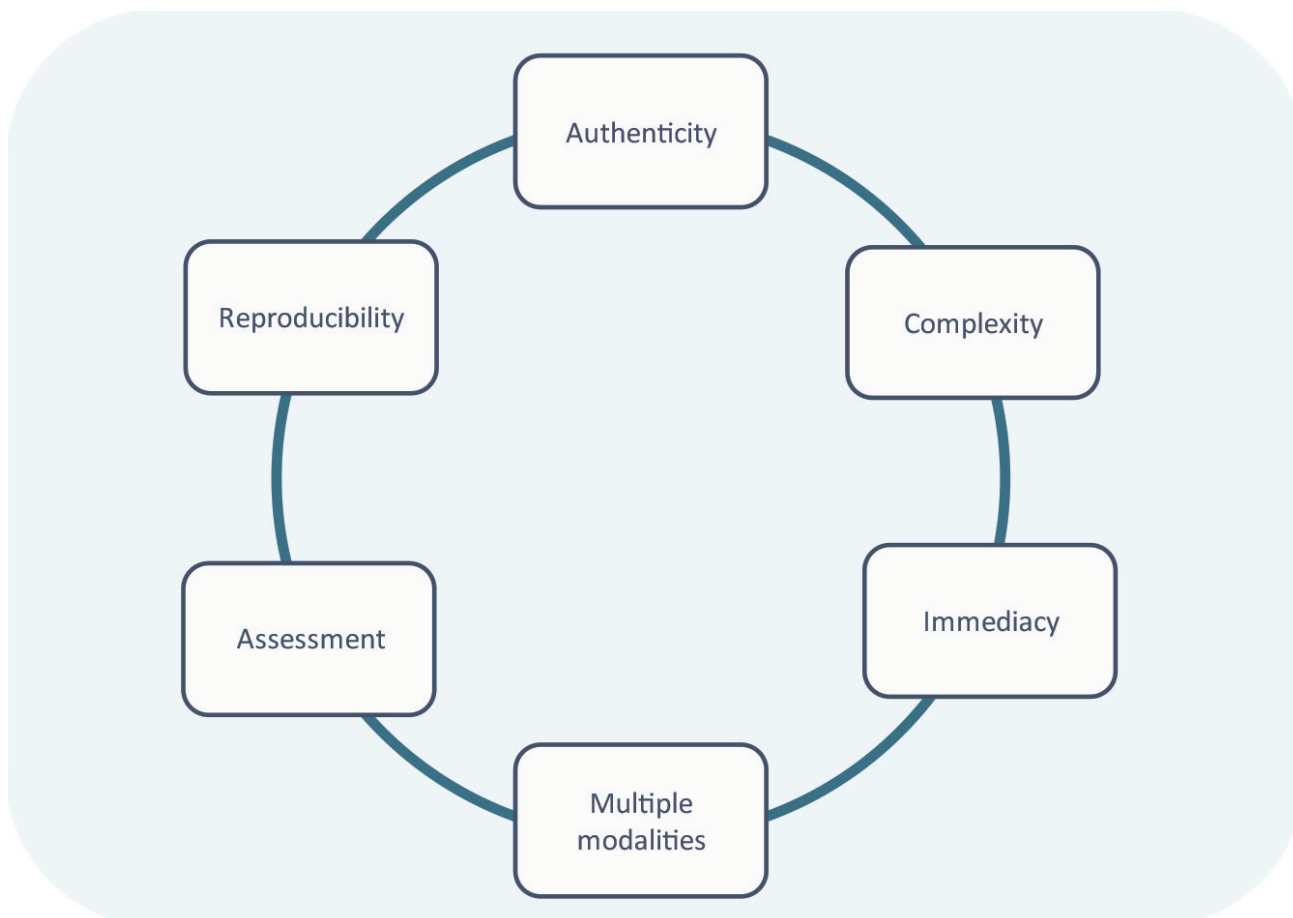 Authenticity
Complexity
Immediacy
Multiple
modalities
Assessment
Reproducibility